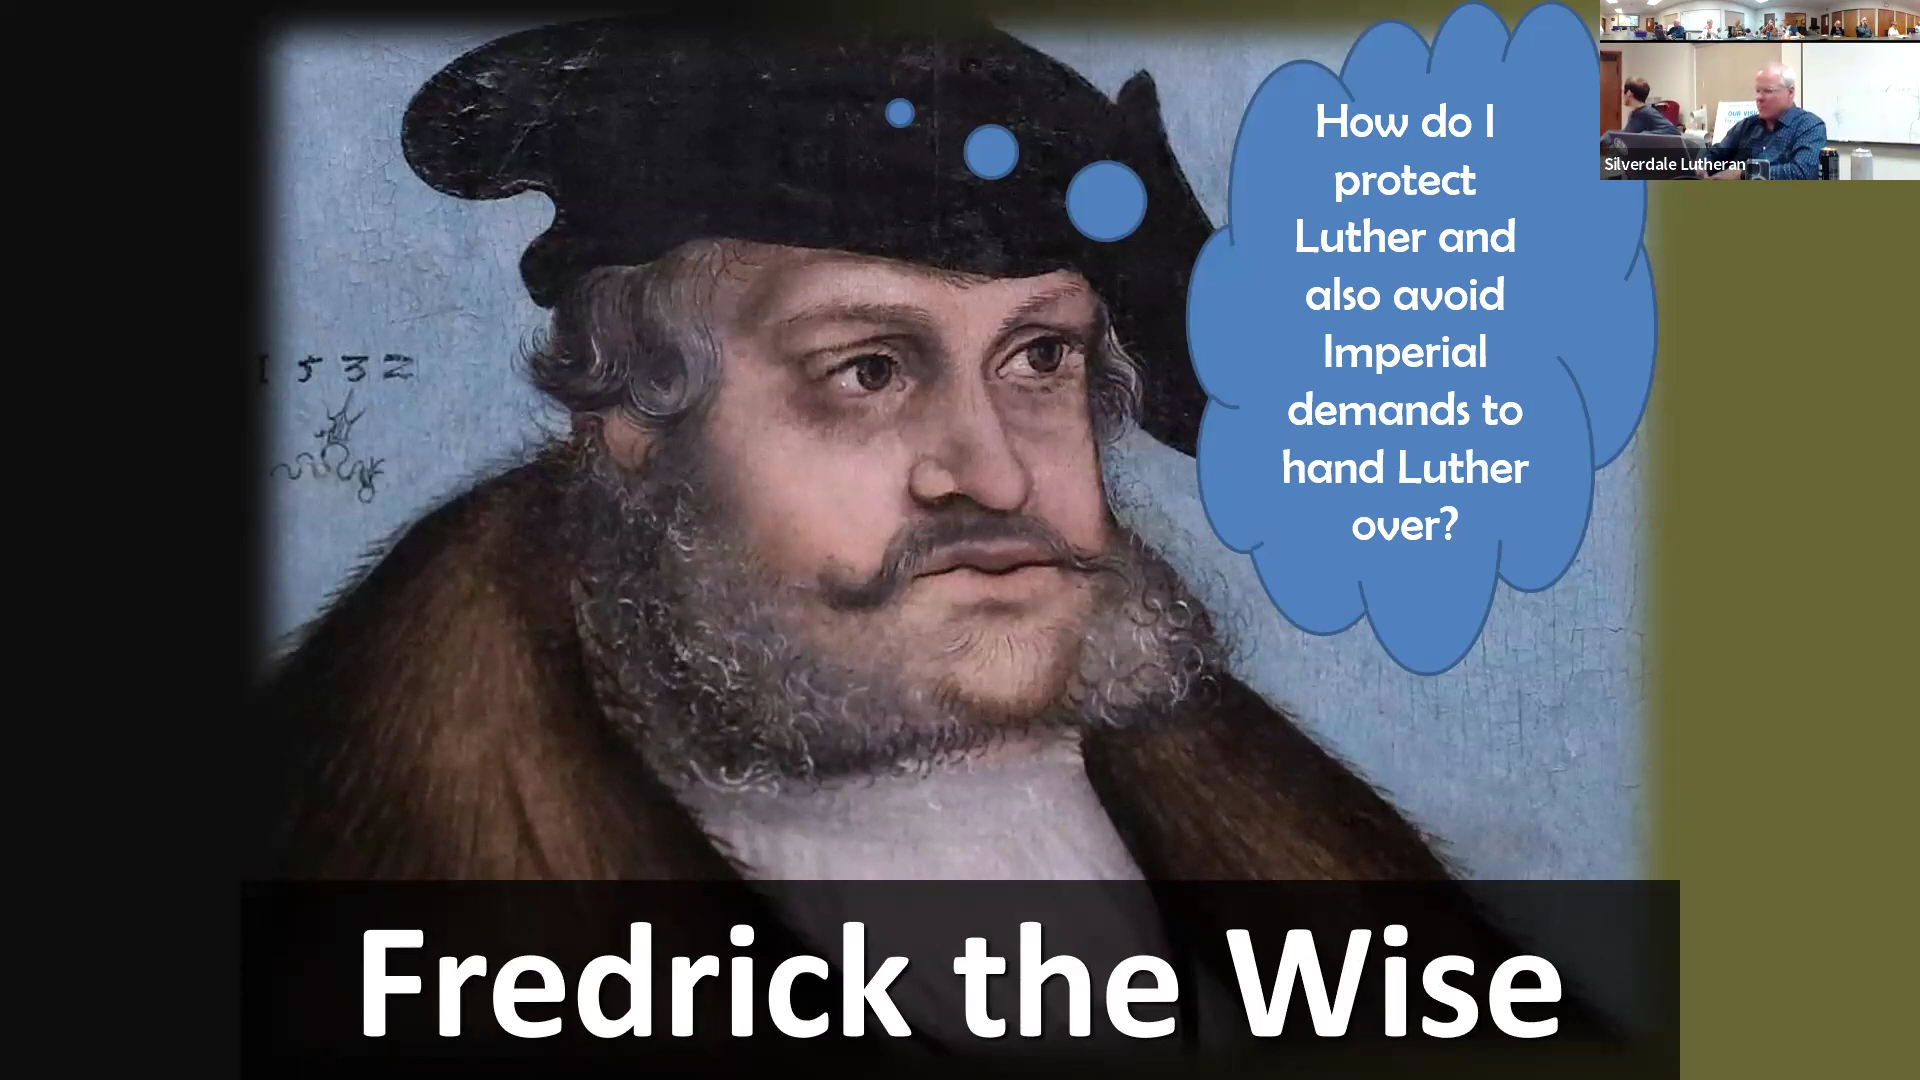 How do I
protect
Luther and
also avoid
Imperial
demands to
hand Luther
over?
1532
Silverdale Lutheran
Fredrick the Wise